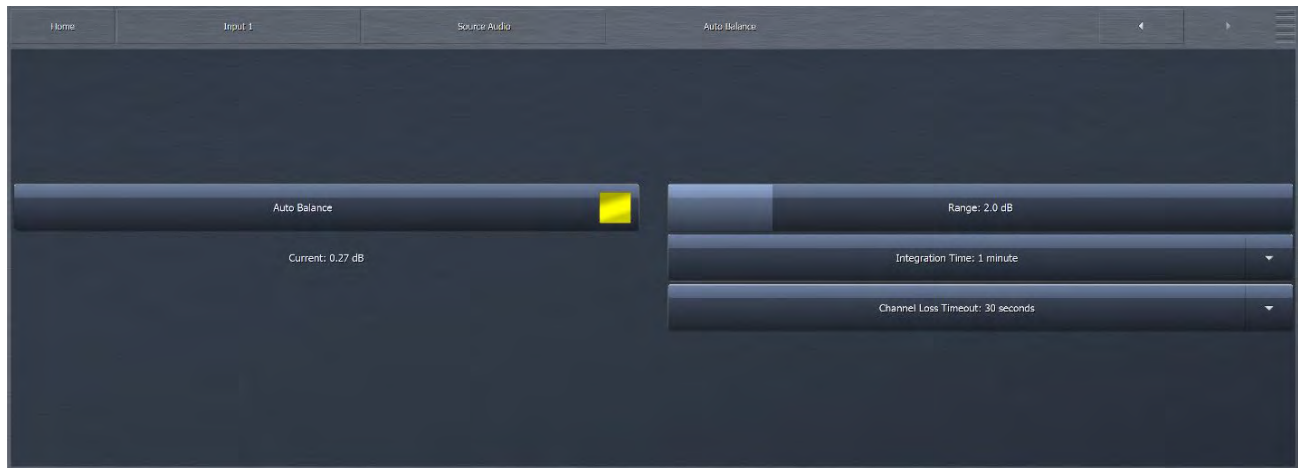 Home
Input 1
Source Audio
Auto Balance
Auto Balance
Current: 0.27 dB
Range: 2.0 dB
Integration Time: 1 minute
Channel Loss Timeout: 30 seconds